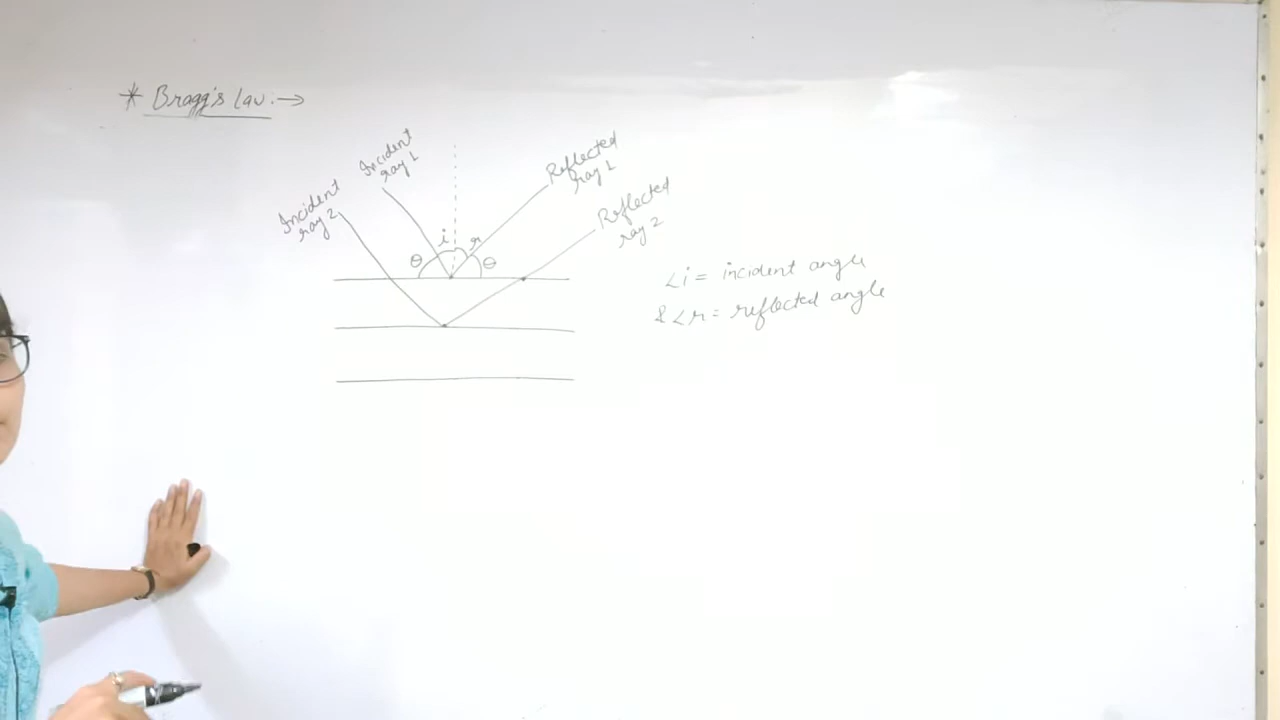 * Bragg's Law. →
Incident
ray 1
Incident
ray 2
Reflected
ray 1
Reflected
ray 2
i r
θ θ
∠i = incident angle
& ∠r = reflected angle